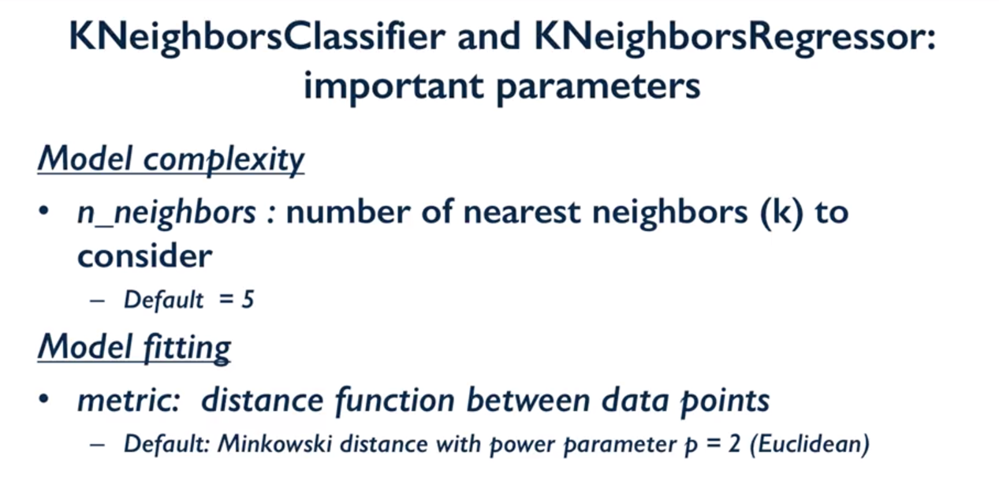 KNeighborsClassifier and KNeighborsRegressor:
important parameters
Model complexity
• n_neighbors : number of nearest neighbors (k) to
consider
– Default = 5
Model fitting
• metric: distance function between data points
– Default: Minkowski distance with power parameter p = 2 (Euclidean)